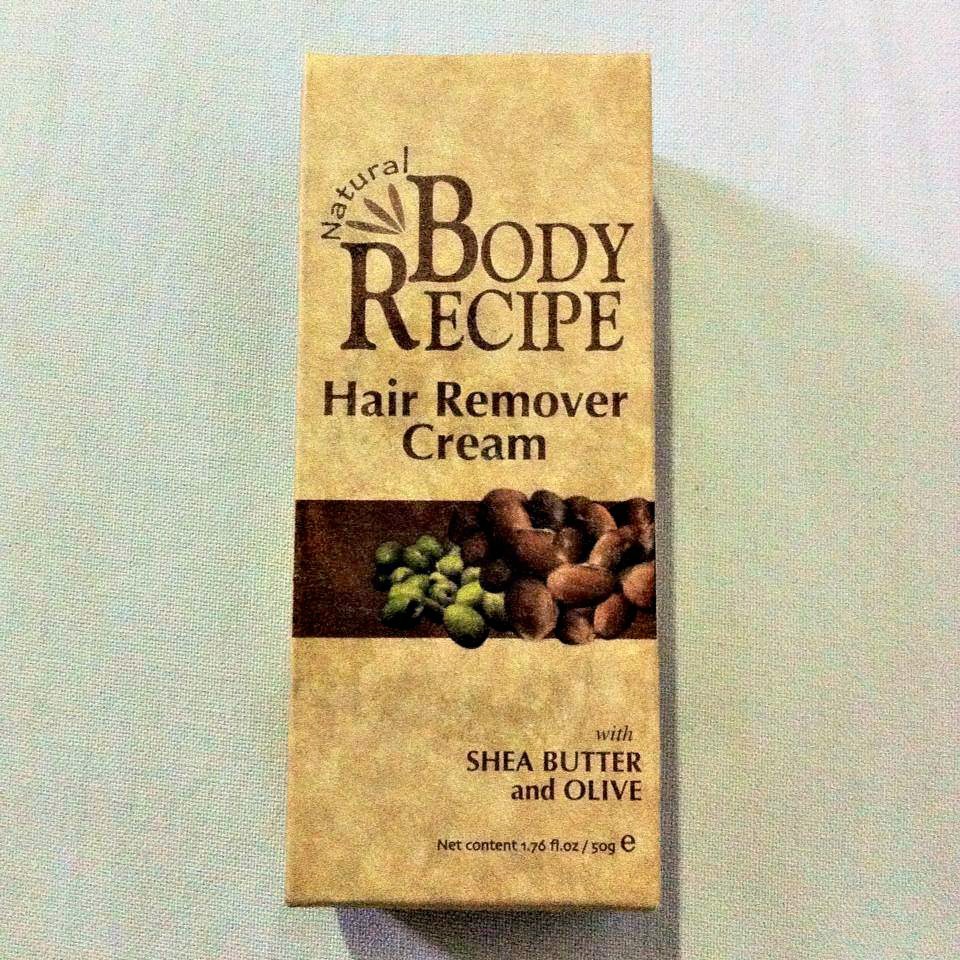 Natural
BODY
RECIPE
Hair Remover
Cream
with
SHEA BUTTER
and OLIVE
Net content 1.76 fl.oz / 50g e